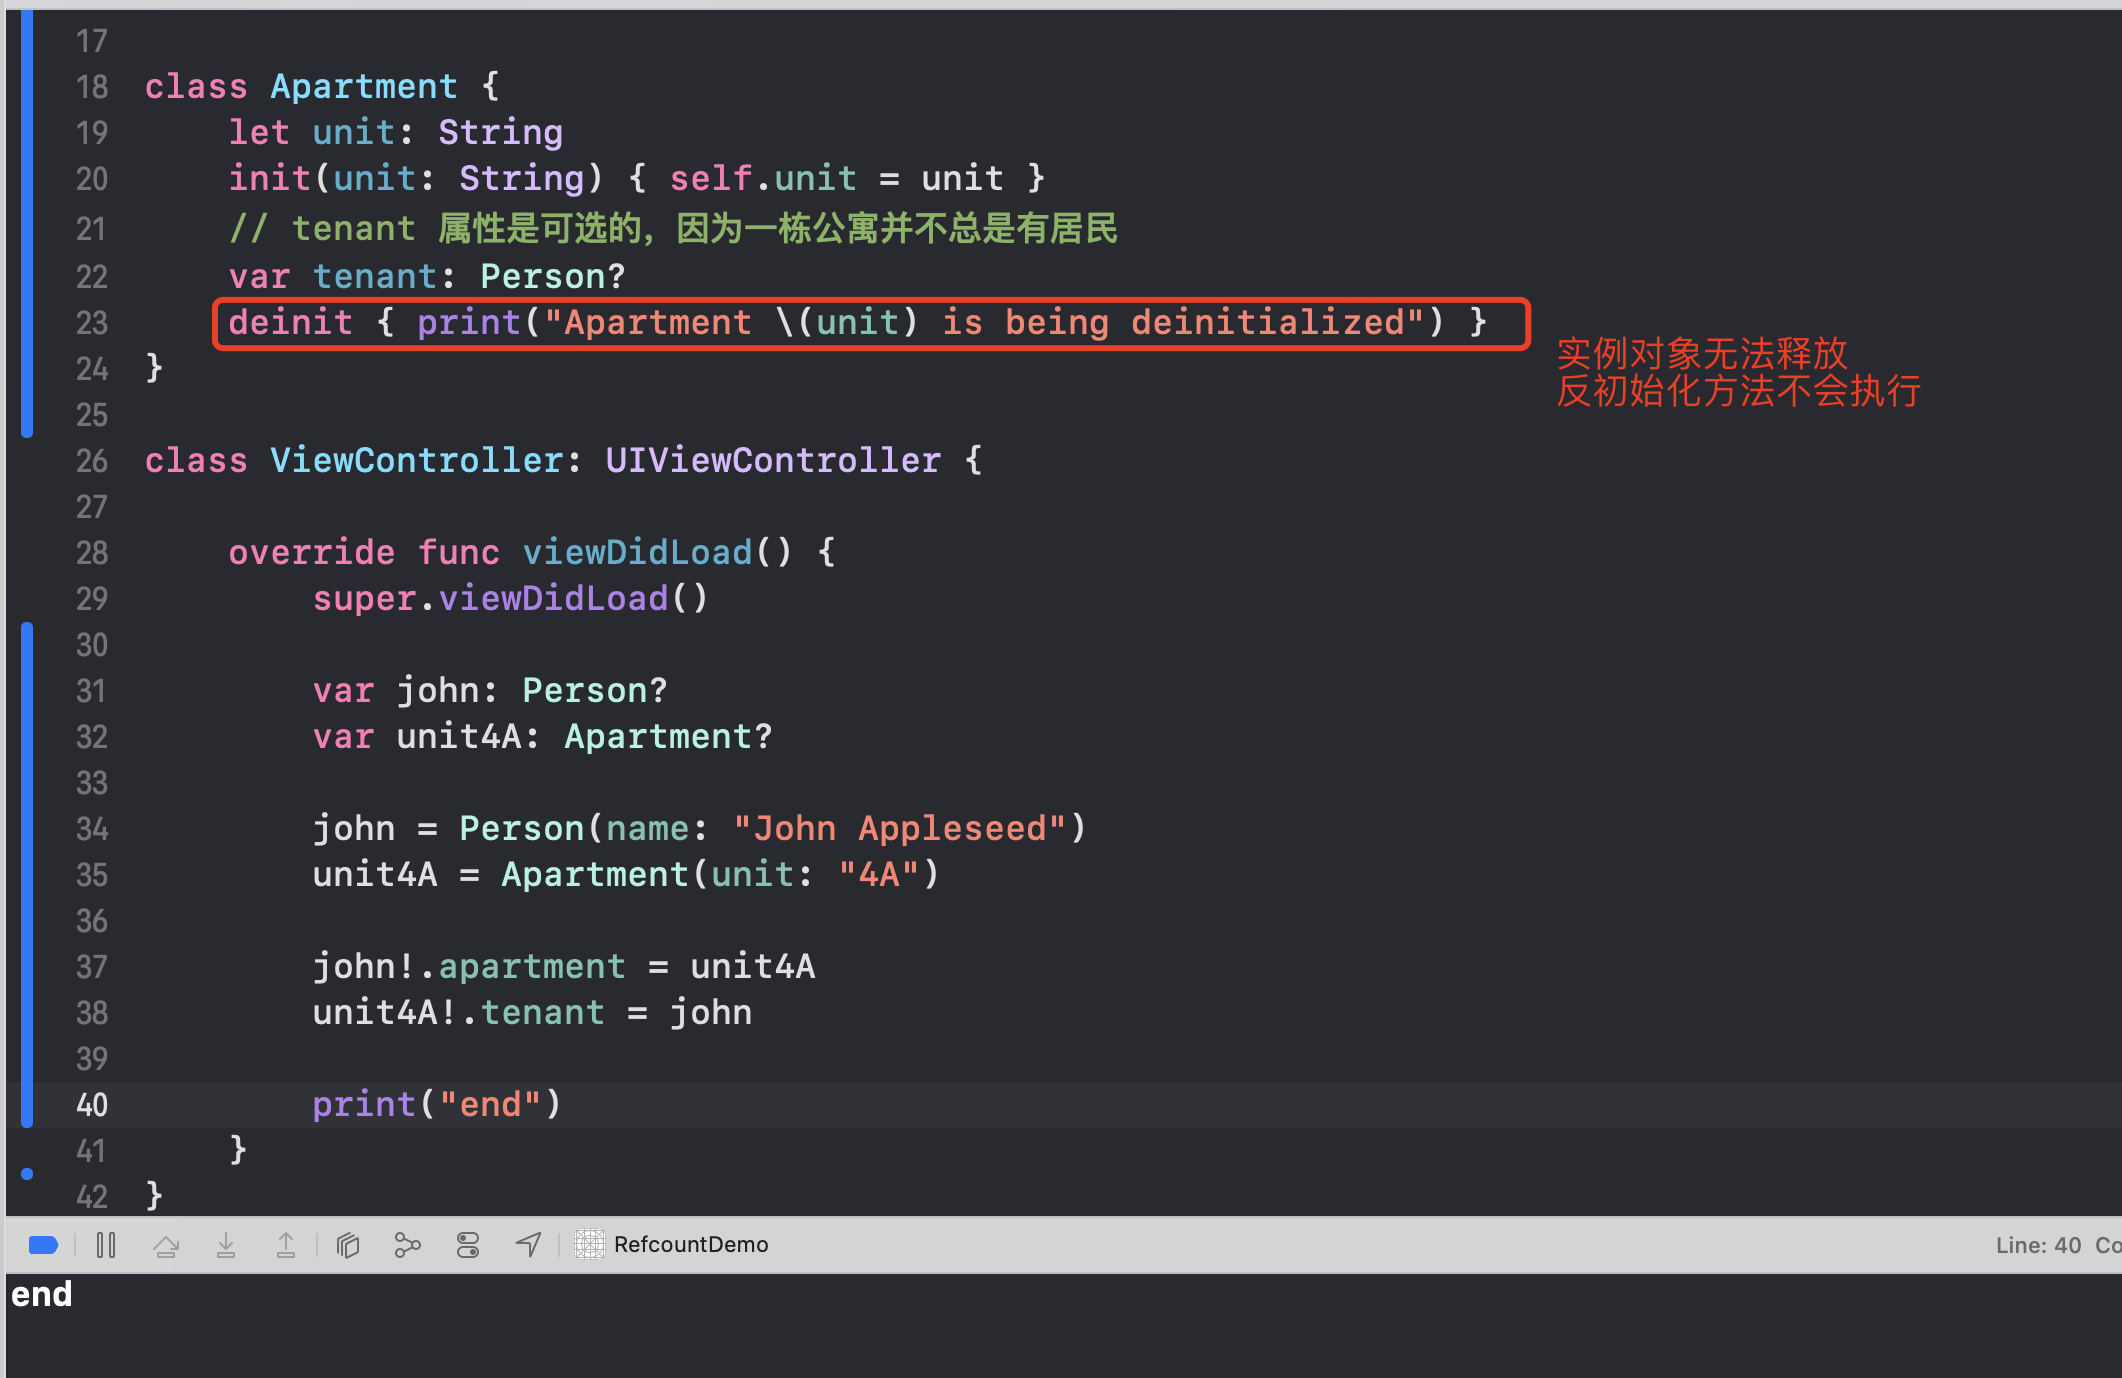 17
18 class Apartment {
19 let unit: String
20 init(unit: String) { self.unit = unit }
21 // tenant 属性是可选的，因为一栋公寓并不总是有居民
22 var tenant: Person?
23 deinit { print("Apartment \(unit) is being deinitialized") }
实例对象无法释放
反初始化方法不会执行
24 }
25
26 class ViewController: UIViewController {
27
28 override func viewDidLoad() {
29 super.viewDidLoad()
30
31 var john: Person?
32 var unit4A: Apartment?
33
34 john = Person(name: "John Appleseed")
35 unit4A = Apartment(unit: "4A")
36
37 john!.apartment = unit4A
38 unit4A!.tenant = john
39
40 print("end")
41 }
42 }
RefcountDemo
Line: 40 Co
end